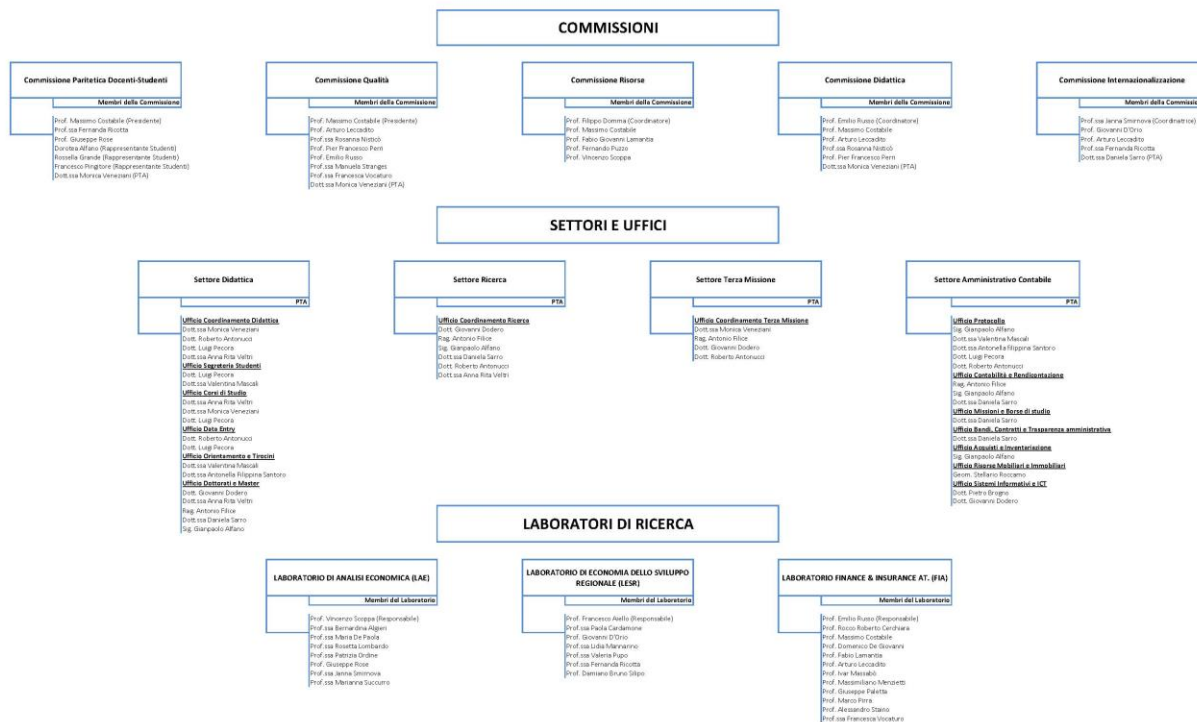 COMMISSIONI
Commissione Paritetica Docenti-Studenti
Membri della Commissione
Prof. Massimo Costabile (Presidente)
Prof.ssa Fernanda Ricotta
Prof. Giuseppe Rose
Dorotea Alfano (Rappresentante Studenti)
Rossella Grande (Rappresentante Studenti)
Francesco Pingitore (Rappresentante Studenti)
Dott.ssa Monica Veneziani (PTA)
Commissione Qualità
Membri della Commissione
Prof. Massimo Costabile (Presidente)
Prof. Arturo Leccadito
Prof.ssa Rosanna Nisticò
Prof. Pier Francesco Perri
Prof. Emilio Russo
Prof.ssa Manuela Stranges
Prof.ssa Francesca Vocaturo
Dott.ssa Monica Veneziani (PTA)
Commissione Risorse
Membri della Commissione
Prof. Filippo Domma (Coordinatore)
Prof. Massimo Costabile
Prof. Fabio Giovanni Lamantia
Prof. Fernando Puzzo
Prof. Vincenzo Scoppa
Commissione Didattica
Membri della Commissione
Prof. Emilio Russo (Coordinatore)
Prof. Massimo Costabile
Prof. Arturo Leccadito
Prof.ssa Rosanna Nisticò
Prof. Pier Francesco Perri
Dott.ssa Monica Veneziani (PTA)
Commissione Internazionalizzazione
Membri della Commissione
Prof.ssa Janna Smirnova (Coordinatrice)
Prof. Giovanni D'Orio
Prof. Arturo Leccadito
Prof.ssa Fernanda Ricotta
Dott.ssa Daniela Sarro (PTA)
SETTORI E UFFICI
Settore Didattica
PTA
Ufficio Coordinamento Didattica
Dott.ssa Monica Veneziani
Dott. Roberto Antonucci
Dott. Luigi Pecora
Dott.ssa Anna Rita Veltri
Ufficio Segreteria Studenti
Dott. Luigi Pecora
Dott.ssa Valentina Mascali
Ufficio Corsi di Studio
Dott.ssa Anna Rita Veltri
Dott.ssa Monica Veneziani
Dott. Luigi Pecora
Ufficio Data Entry
Dott. Roberto Antonucci
Dott. Luigi Pecora
Ufficio Orientamento e Tirocini
Dott.ssa Valentina Mascali
Dott.ssa Antonella Filippina Santoro
Ufficio Dottorati e Master
Dott. Giovanni Dodero
Dott.ssa Anna Rita Veltri
Rag. Antonio Filice
Dott.ssa Daniela Sarro
Sig. Gianpaolo Alfano
Settore Ricerca
PTA
Ufficio Coordinamento Ricerca
Dott. Giovanni Dodero
Rag. Antonio Filice
Sig. Gianpaolo Alfano
Dott.ssa Daniela Sarro
Dott. Roberto Antonucci
Dott.ssa Anna Rita Veltri
Settore Terza Missione
PTA
Ufficio Coordinamento Terza Missione
Dott.ssa Monica Veneziani
Rag. Antonio Filice
Dott. Giovanni Dodero
Dott. Roberto Antonucci
Settore Amministrativo Contabile
PTA
Ufficio Protocollo
Sig. Gianpaolo Alfano
Dott.ssa Valentina Mascali
Dott.ssa Antonella Filippina Santoro
Dott. Luigi Pecora
Dott. Roberto Antonucci
Ufficio Contabilità e Rendicontazione
Rag. Antonio Filice
Sig. Gianpaolo Alfano
Dott.ssa Daniela Sarro
Ufficio Missioni e Borse di studio
Dott.ssa Daniela Sarro
Ufficio Bandi, Contratti e Trasparenza amministrativa
Dott.ssa Daniela Sarro
Ufficio Acquisti e Inventariazione
Sig. Gianpaolo Alfano
Ufficio Risorse Mobiliari e Immobiliari
Geom. Stellario Roccamo
Ufficio Sistemi Informativi e ICT
Dott. Pietro Brogno
Dott. Giovanni Dodero
LABORATORI DI RICERCA
LABORATORIO DI ANALISI ECONOMICA (LAE)
Membri del Laboratorio
Prof. Vincenzo Scoppa (Responsabile)
Prof.ssa Bernardina Algieri
Prof.ssa Maria De Paola
Prof.ssa Rosetta Lombardo
Prof.ssa Patrizia Ordine
Prof. Giuseppe Rose
Prof.ssa Janna Smirnova
Prof.ssa Marianna Succurro
LABORATORIO DI ECONOMIA DELLO SVILUPPO
REGIONALE (LESR)
Membri del Laboratorio
Prof. Francesco Aiello (Responsabile)
Prof.ssa Paola Cardamone
Prof. Giovanni D'Orio
Prof.ssa Lidia Mannarino
Prof.ssa Valeria Pupo
Prof.ssa Fernanda Ricotta
Prof. Damiano Bruno Silipo
LABORATORIO FINANCE & INSURANCE AT. (FIA)
Membri del Laboratorio
Prof. Emilio Russo (Responsabile)
Prof. Rocco Roberto Cerchiara
Prof. Massimo Costabile
Prof. Domenico De Giovanni
Prof. Fabio Lamantia
Prof. Arturo Leccadito
Prof. Ivar Massabò
Prof. Massimiliano Menzietti
Prof. Giuseppe Paletta
Prof. Marco Pirra
Prof. Alessandro Staino
Prof.ssa Francesca Vocaturo